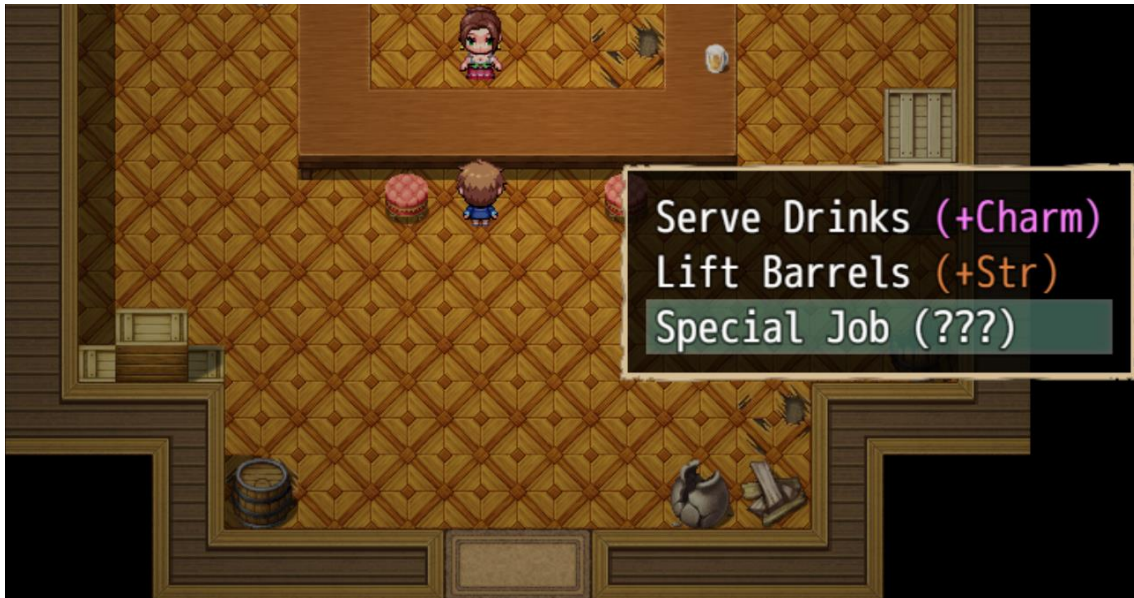 Serve Drinks (+Charm)
Lift Barrels (+Str)
Special Job (???)